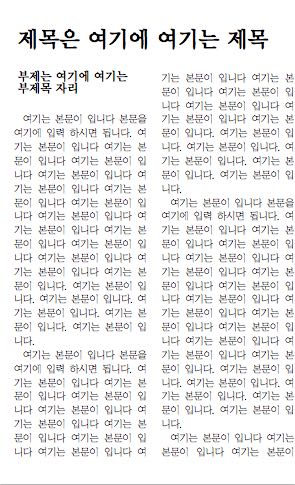 제목은 여기에 여기는 제목
부제는 여기에 여기는
부제목 자리
여기는 본문이 입니다 본문을
여기에 입력 하시면 됩니다. 여
기는 본문이 입니다 여기는 본
문이 입니다 여기는 본문이 입
니다 여기는 본문이 입니다 여
기는 본문이 입니다 여기는 본
문이 입니다 여기는 본문이 입
니다 여기는 본문이 입니다 여
기는 본문이 입니다 여기는 본
문이 입니다 여기는 본문이 입
니다 여기는 본문이 입니다 여
기는 본문이 입니다 여기는 본
문이 입니다. 여기는 본문이 입
니다. 여기는 본문이 입니다. 여
기는 본문이 입니다. 여기는 본
문이 입니다. 여기는 본문이 입
니다.
여기는 본문이 입니다 본문을
여기에 입력 하시면 됩니다. 여
기는 본문이 입니다 여기는 본
문이 입니다 여기는 본문이 입
니다 여기는 본문이 입니다 여
기는 본문이 입니다 여기는 본
문이 입니다 여기는 본문이 입
니다 여기는 본문이 입니다 여
기는 본문이 입니다 여기는 본
문이 입니다 여기는 본문이 입
니다 여기는 본문이 입니다 여
기는 본문이 입니다 여기는 본
문이 입니다. 여기는 본문이 입
니다. 여기는 본문이 입니다. 여
기는 본문이 입니다. 여기는 본
문이 입니다. 여기는 본문이 입
니다.
여기는 본문이 입니다 본문을
여기에 입력 하시면 됩니다. 여
기는 본문이 입니다 여기는 본
문이 입니다 여기는 본문이 입
니다 여기는 본문이 입니다 여
기는 본문이 입니다 여기는 본
문이 입니다 여기는 본문이 입
니다 여기는 본문이 입니다 여
기는 본문이 입니다 여기는 본
문이 입니다 여기는 본문이 입
니다 여기는 본문이 입니다 여
기는 본문이 입니다 여기는 본
문이 입니다. 여기는 본문이 입
니다. 여기는 본문이 입니다. 여
기는 본문이 입니다. 여기는 본
문이 입니다. 여기는 본문이 입
니다.
여기는 본문이 입니다 여기는
본문이 입니다 여기는 본문이